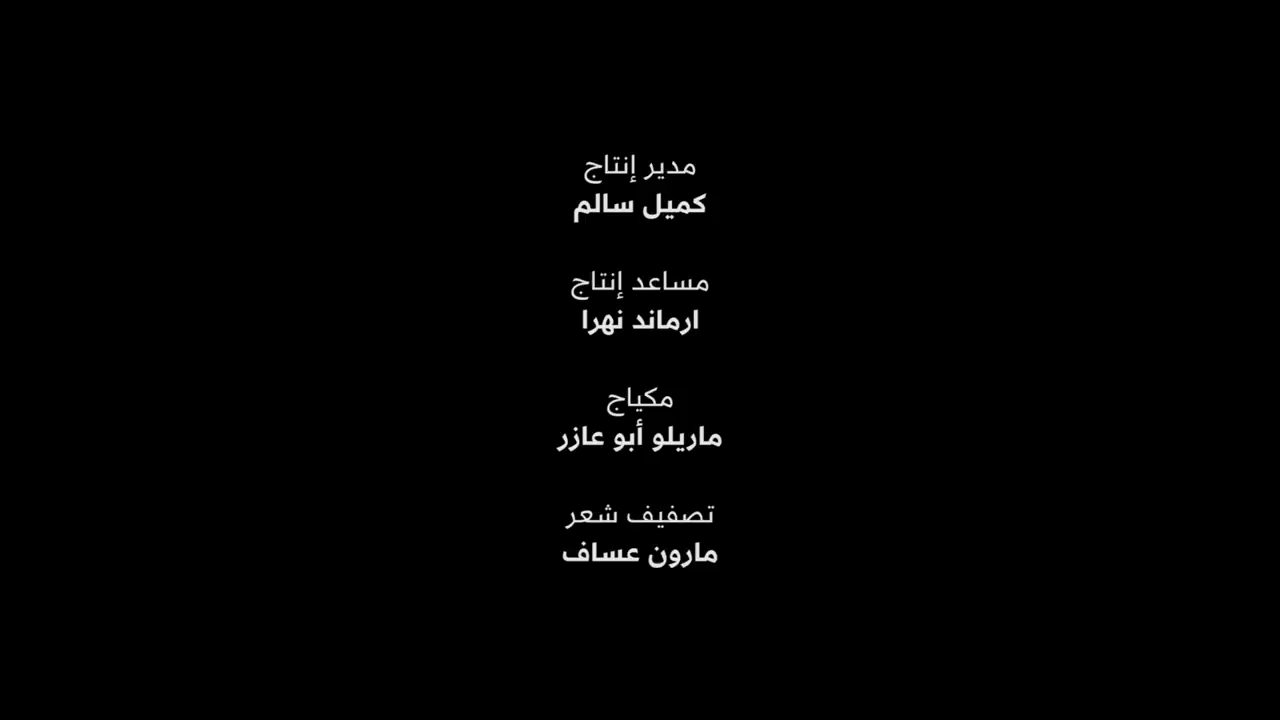 مدير إنتاج
كميل سالم
مساعد إنتاج
ارماند نهرا
مكياج
ماريلو أبو عازر
تصفيف شعر
مارون عساف